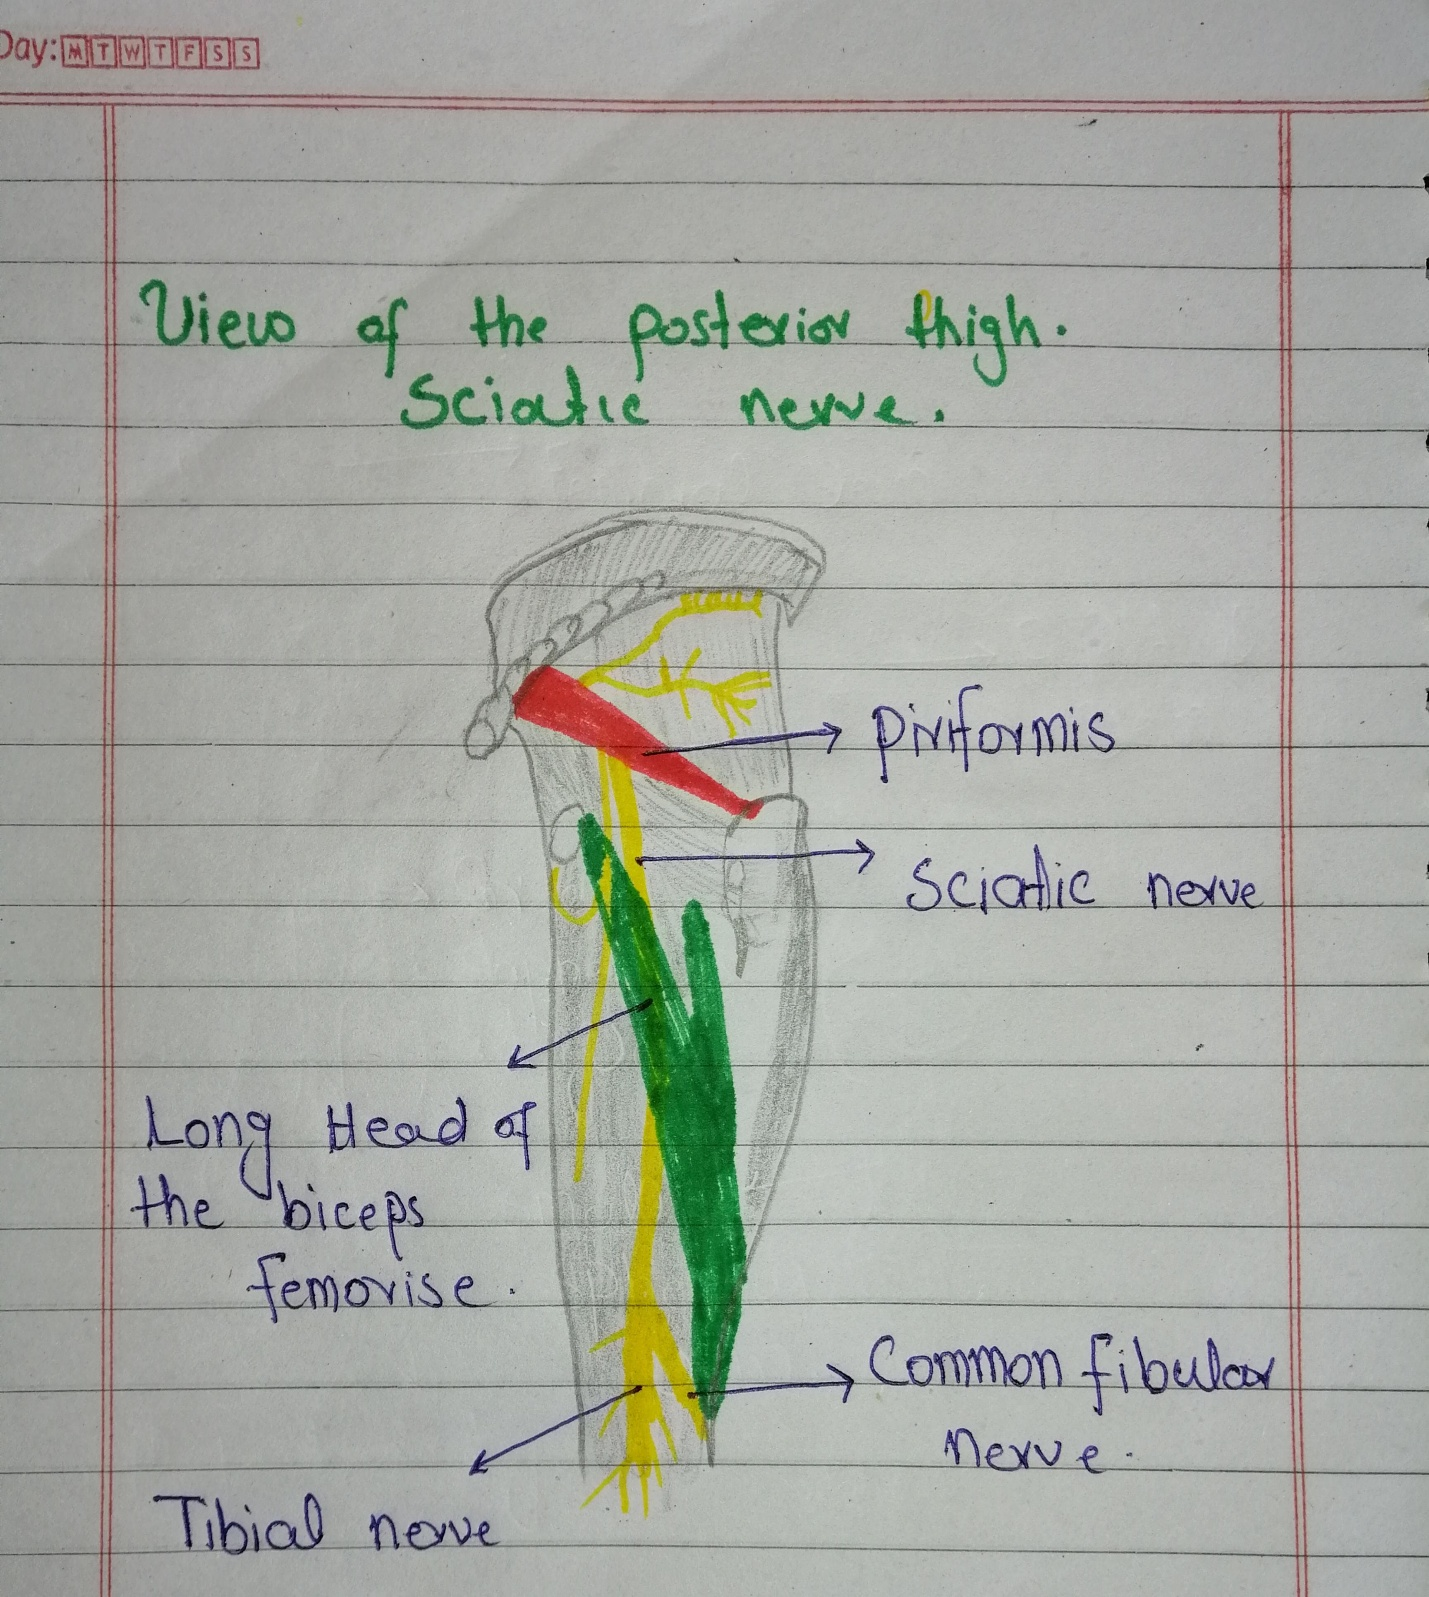 Day: M T W T F S S
View of the posterior thigh.
Sciatic nerve.
Piriformis
Sciatic nerve
Long Head of
the biceps
femorise.
Common fibular
nerve.
Tibial nerve